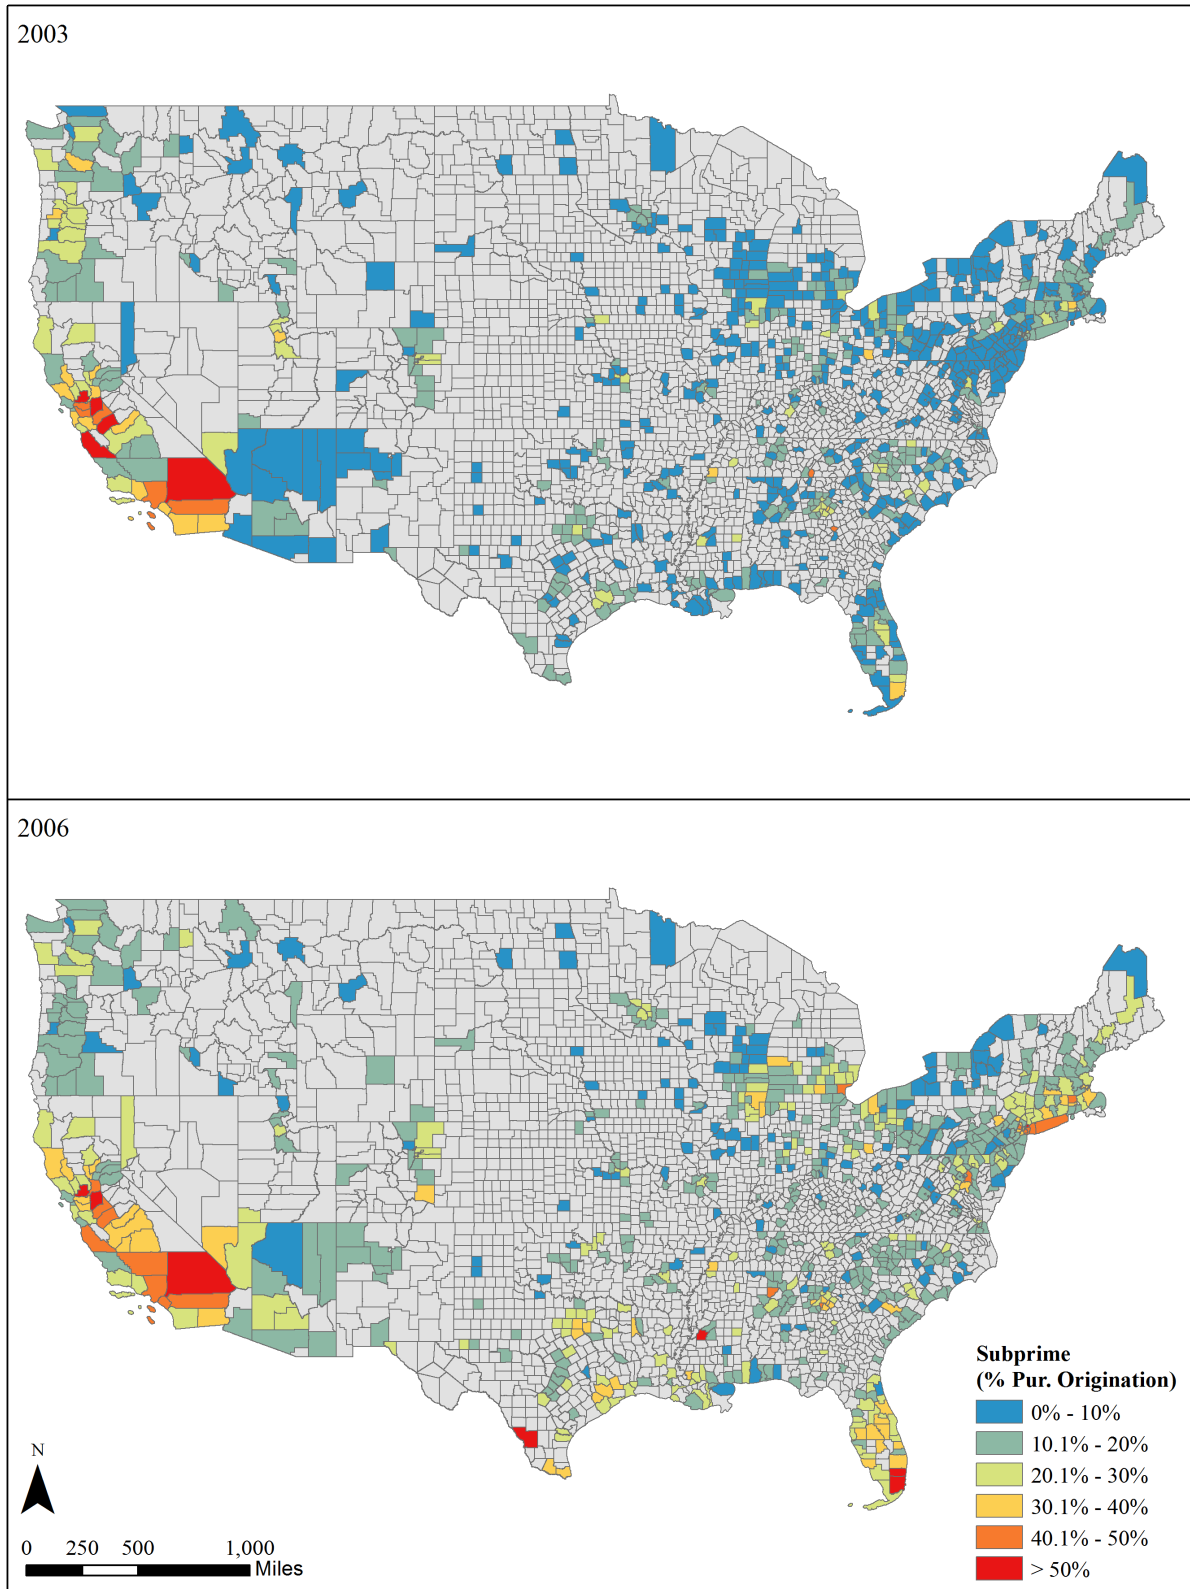 2003
2006
Subprime
(% Pur. Origination)
0% - 10%
10.1% - 20%
20.1% - 30%
30.1% - 40%
40.1% - 50%
> 50%
N
0 250 500 1,000
Miles